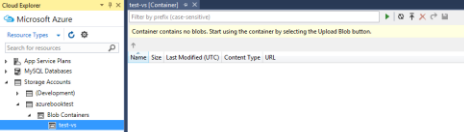 Cloud Explorer
Microsoft Azure
Resource Types
Search for resources
App Service Plans
MySQL Databases
Storage Accounts
(Development)
azurebooktest
Blob Containers
test-vs
test-vs [Container]
Filter by prefix (case-sensitive)
Container contains no blobs. Start using the container by selecting the Upload Blob button.
Name Size Last Modified (UTC) Content Type URL